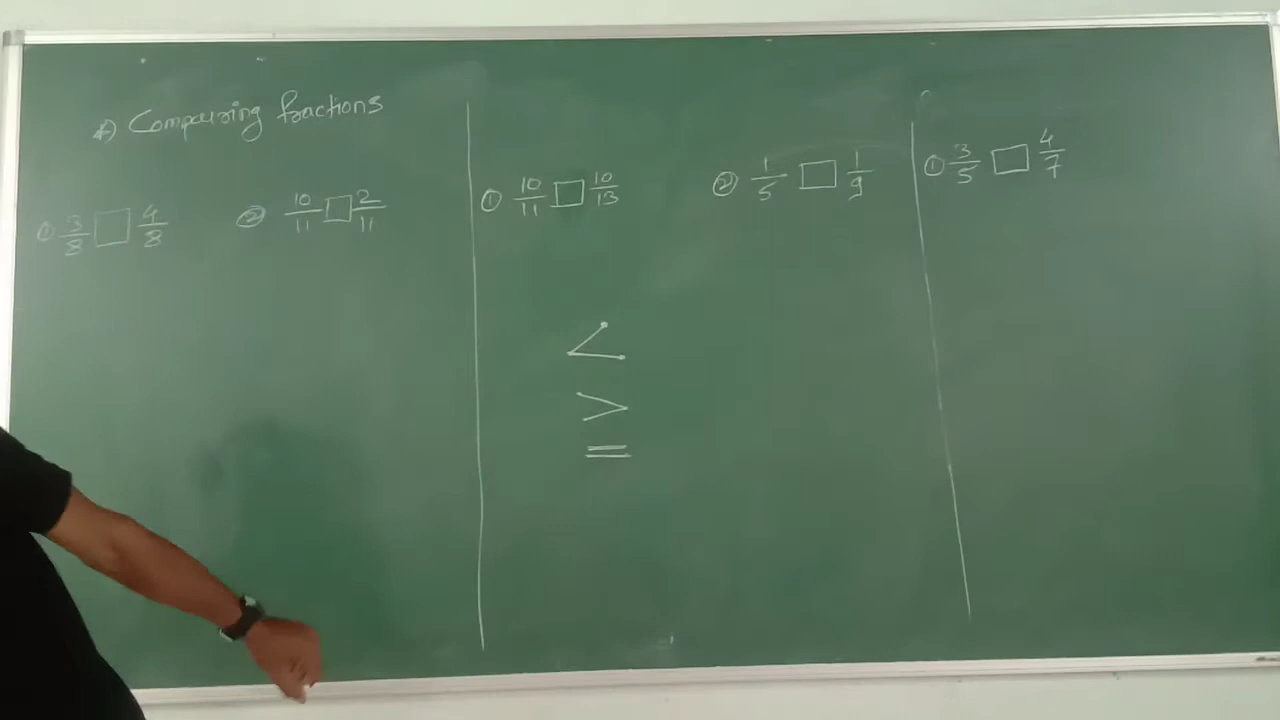 *) Comparing fractions
① 3/8 □ 4/8
② 10/11 □ 2/11
① 10/11 □ 10/13
② 1/5 □ 1/9
<
>
=
① 3/5 □ 4/7